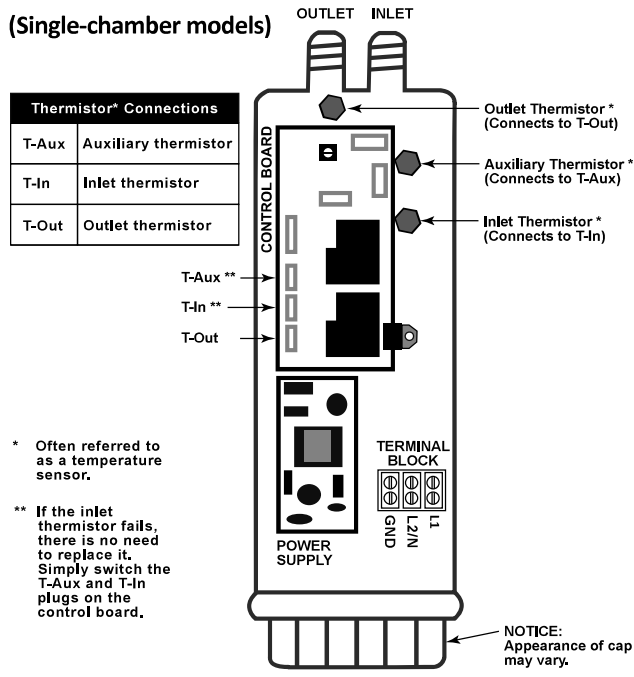 (Single-chamber models)
OUTLET INLET
Thermistor* Connections
T-Aux Auxiliary thermistor
T-In Inlet thermistor
T-Out Outlet thermistor
CONTROL BOARD
Outlet Thermistor *
(Connects to T-Out)
Auxiliary Thermistor *
(Connects to T-Aux)
Inlet Thermistor *
(Connects to T-In)
T-Aux **
T-In **
T-Out
* Often referred to
as a temperature
sensor.
** If the inlet
thermistor fails,
there is no need
to replace it.
Simply switch the
T-Aux and T-In
plugs on the
control board.
POWER
SUPPLY
TERMINAL
BLOCK
GND
L2/N
L1
NOTICE:
Appearance of cap
may vary.